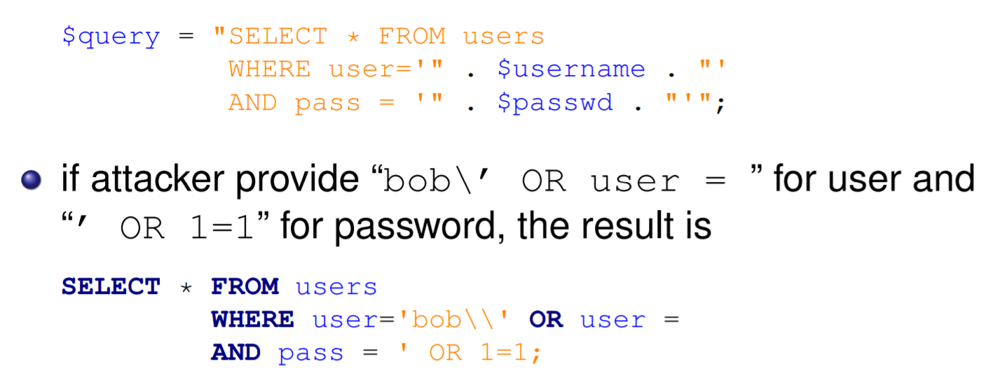 $query = "SELECT * FROM users
WHERE user='" . $username . "'
AND pass = '" . $passwd . "'";
if attacker provide “bob\′ OR user = ” for user and
“′ OR 1=1” for password, the result is
SELECT * FROM users
WHERE user='bob\\' OR user =
AND pass = ' OR 1=1;